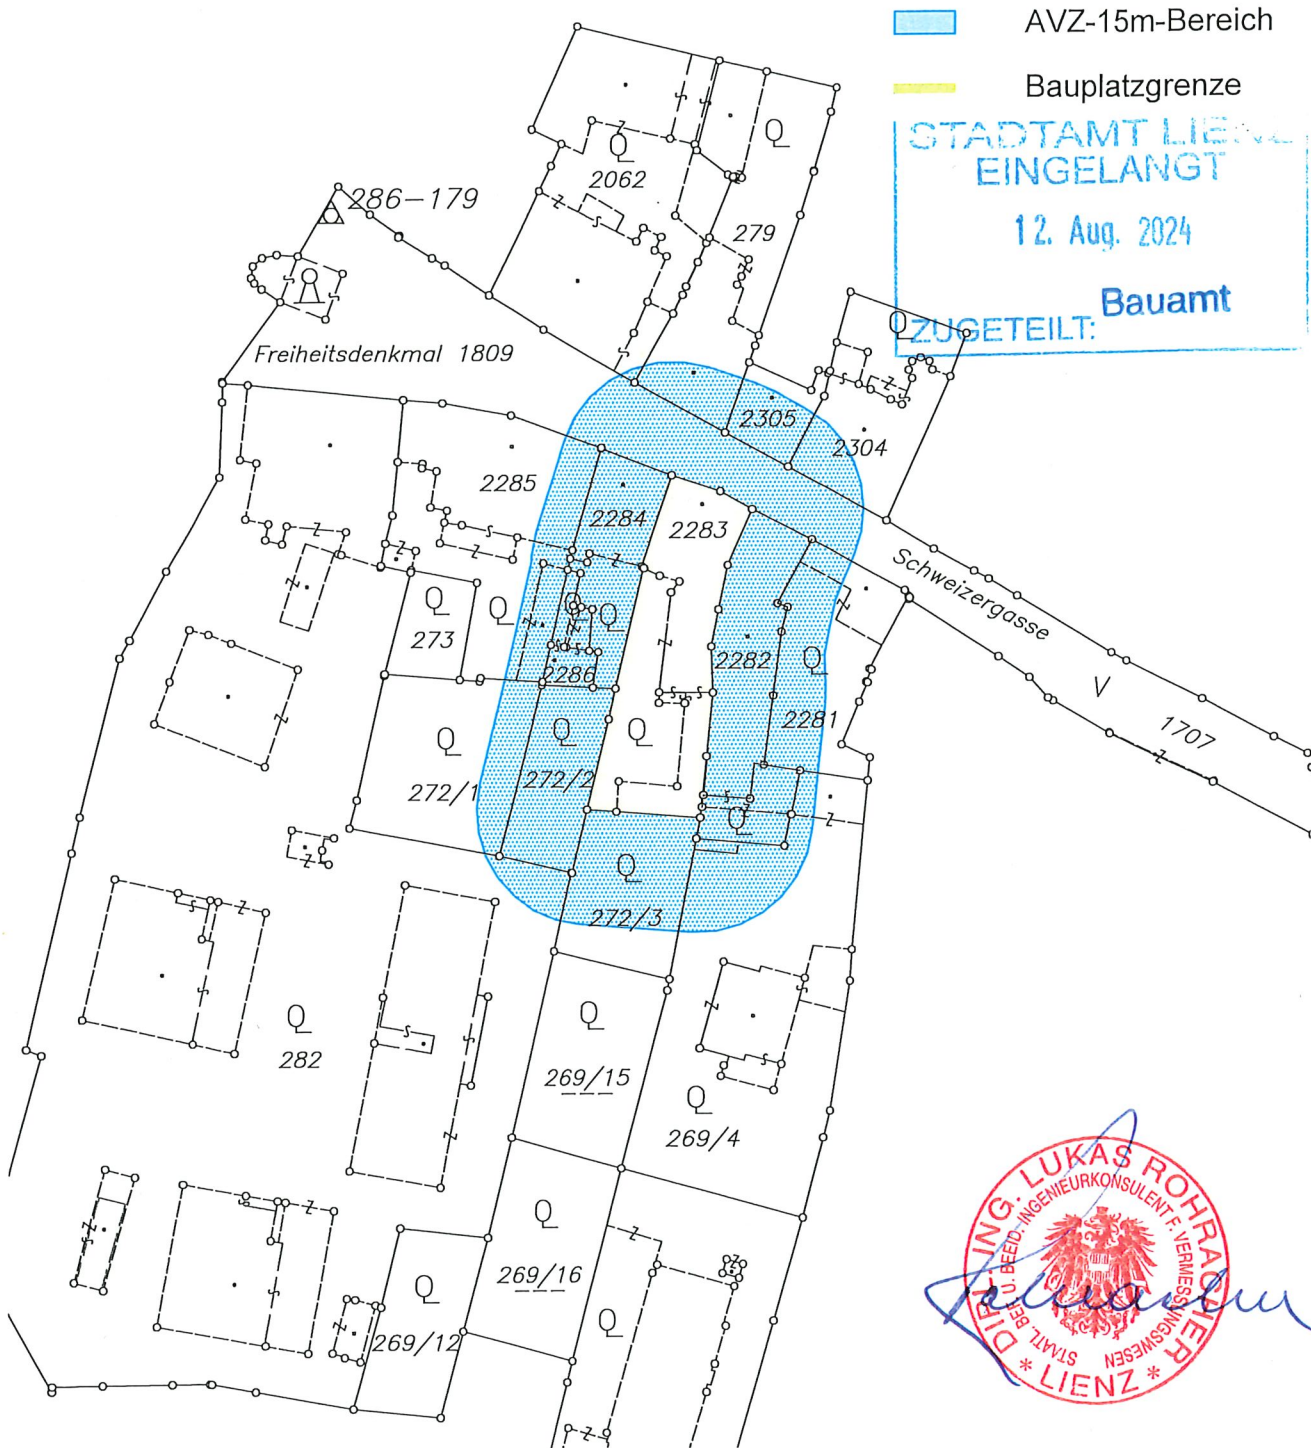 AVZ-15m-Bereich
Bauplatzgrenze
STADTAMT LIENZ
EINGELANGT
12. Aug. 2024
Bauamt
ZUGETEILT:
2062
286-179
279
Freiheitsdenkmal 1809
2305
2304
2285
2284
2283
Schweizergasse
273
2286
2282
2281
V
1707
272/1
272/2
272/3
282
269/15
269/4
269/16
269/12
DIPL. ING. LUKAS ROHRACHER
STAATL. BEF. U. BEEID. INGENIEURKONSULENT F. VERMESSUNGSWESEN
* LIENZ *